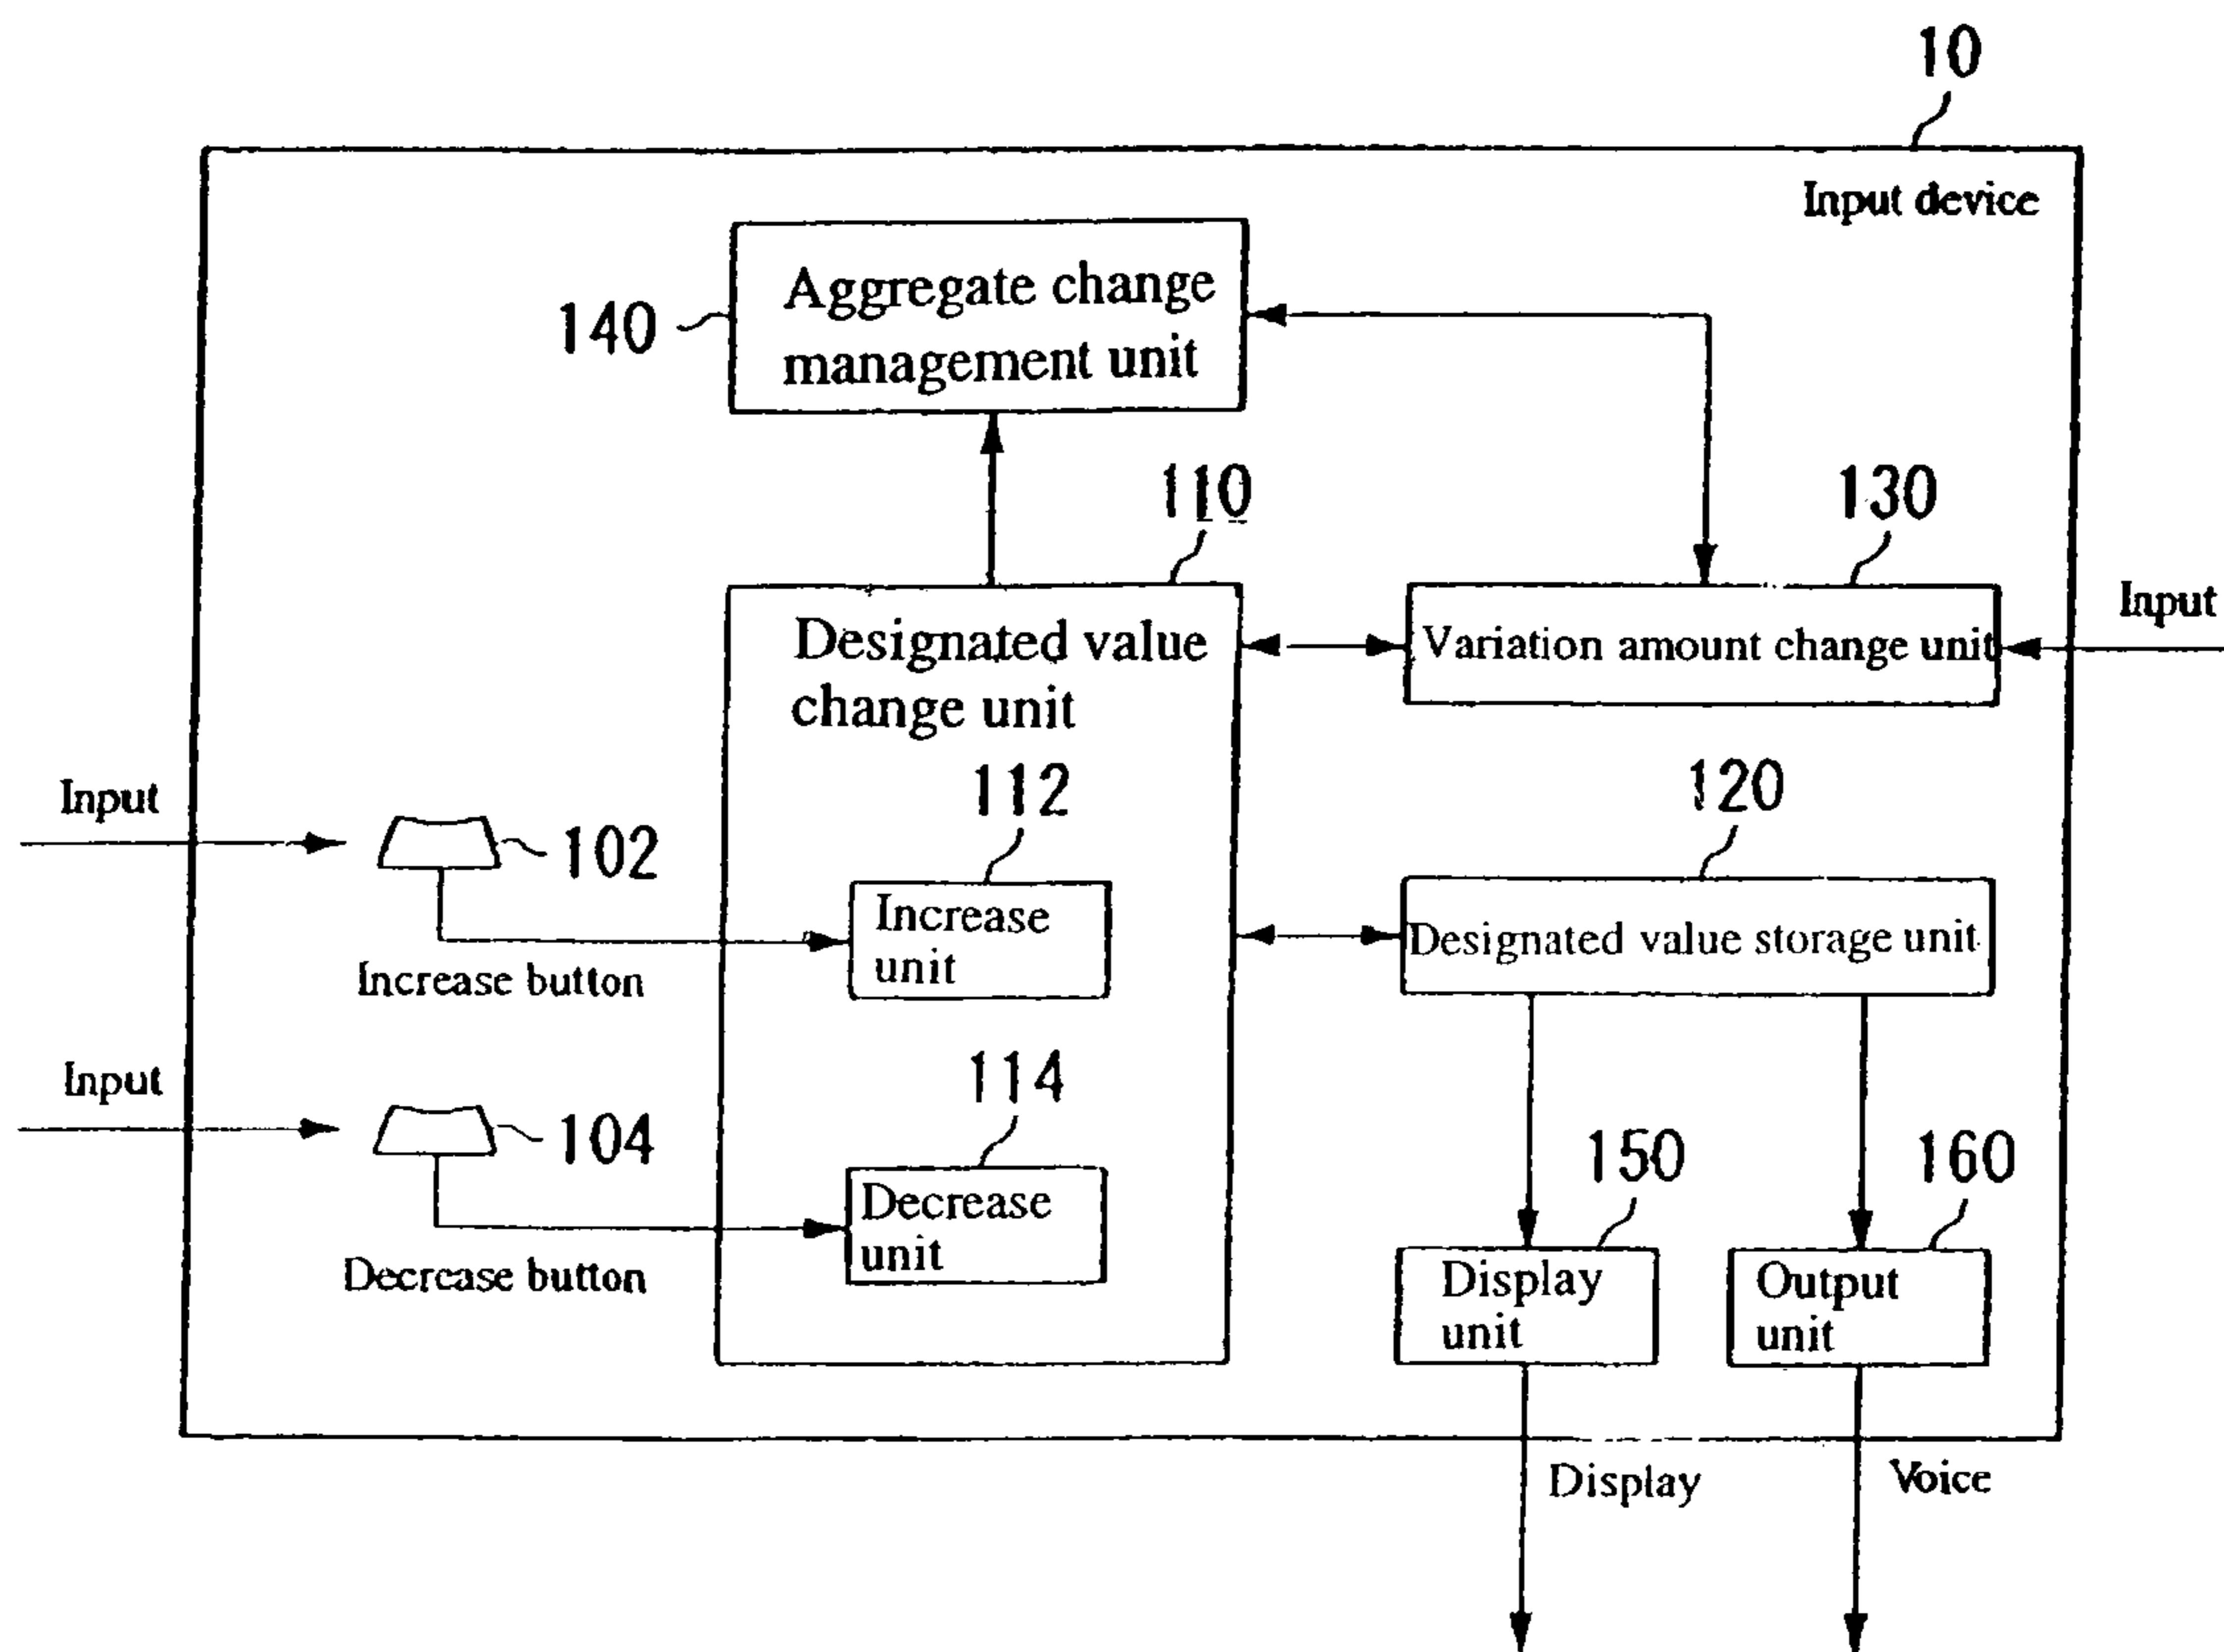 10
Input device
Aggregate change
management unit
140
110
130
Designated value
change unit
Variation amount change unit
Input
112
120
Input
102
Increase
unit
Designated value storage unit
Increase button
114
150
160
Input
104
Decrease
unit
Decrease button
Display
unit
Output
unit
Display
Voice